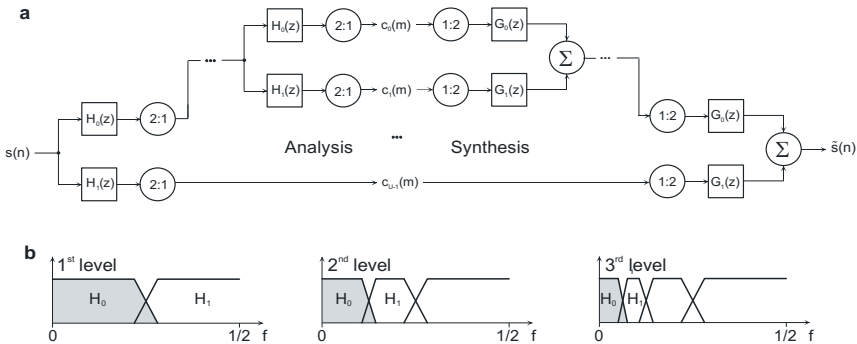 a
H₀(z) 2:1 c₀(m) 1:2 G₀(z)
... Σ ...
H₁(z) 2:1 c₁(m) 1:2 G₁(z)
H₀(z) 2:1 1:2 G₀(z)
Analysis ... Synthesis
s(n) Σ s̃(n)
H₁(z) 2:1 c_U-1(m) 1:2 G₁(z)
b
1st level
H₀ H₁
0 1/2 f
2nd level
H₀ H₁
0 1/2 f
3rd level
H₀ H₁
0 1/2 f